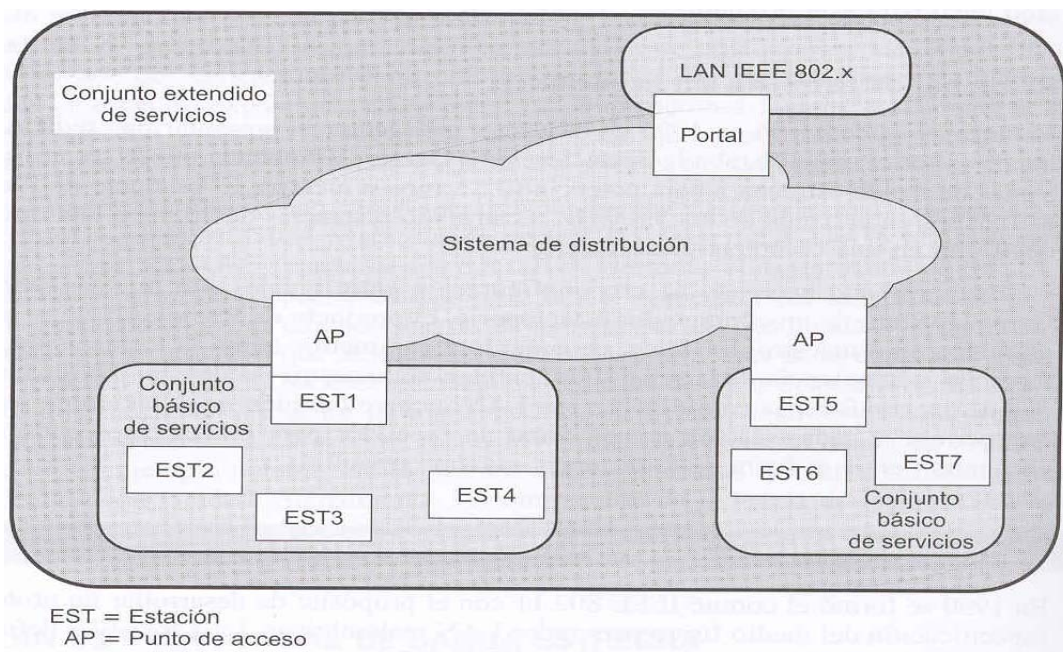 LAN IEEE 802.x
Conjunto extendido
de servicios
Portal
Sistema de distribución
AP
AP
Conjunto
básico
de servicios
EST1
EST5
EST2
EST3
EST4
EST6
EST7
Conjunto
básico
de servicios
EST = Estación
AP = Punto de acceso